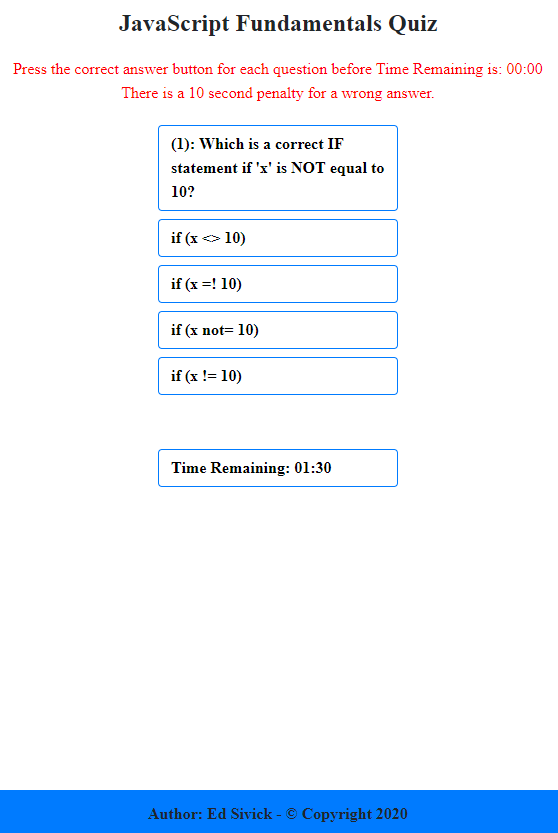 JavaScript Fundamentals Quiz
Press the correct answer button for each question before Time Remaining is: 00:00
There is a 10 second penalty for a wrong answer.
(1): Which is a correct IF
statement if 'x' is NOT equal to
10?
if (x <> 10)
if (x =! 10)
if (x not= 10)
if (x != 10)
Time Remaining: 01:30
Author: Ed Sivick - © Copyright 2020